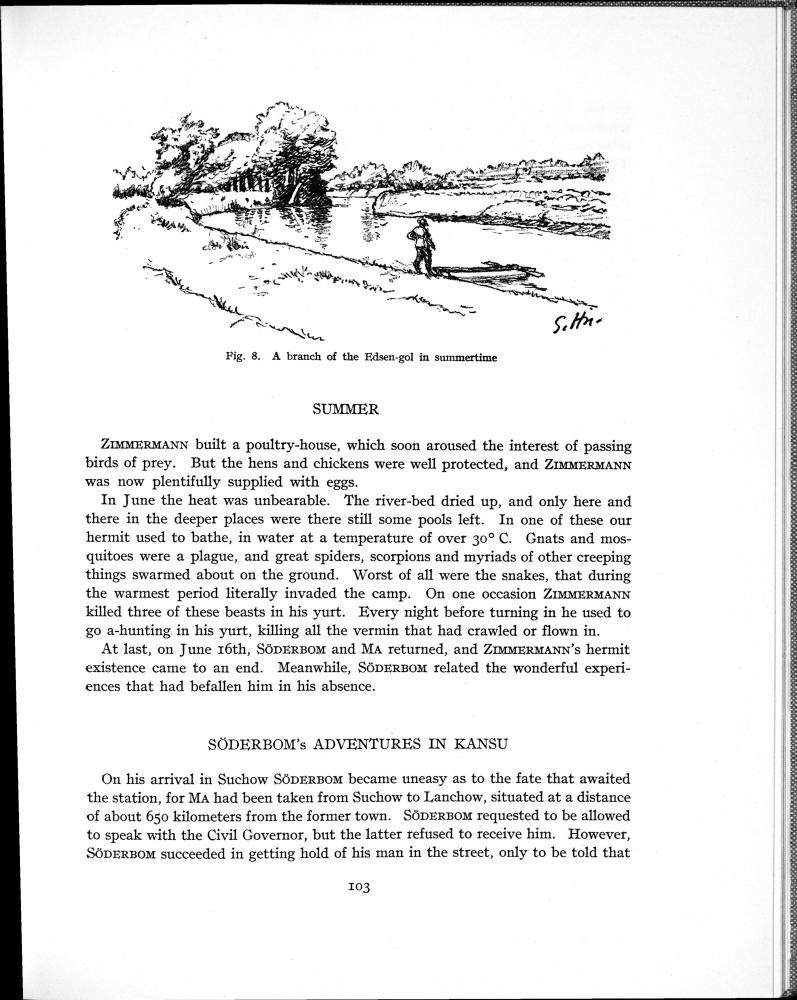 S. Hn.
Fig. 8. A branch of the Edsen-gol in summertime
SUMMER
ZIMMERMANN built a poultry-house, which soon aroused the interest of passing
birds of prey. But the hens and chickens were well protected, and ZIMMERMANN
was now plentifully supplied with eggs.
In June the heat was unbearable. The river-bed dried up, and only here and
there in the deeper places were there still some pools left. In one of these our
hermit used to bathe, in water at a temperature of over 30° C. Gnats and mos-
quitoes were a plague, and great spiders, scorpions and myriads of other creeping
things swarmed about on the ground. Worst of all were the snakes, that during
the warmest period literally invaded the camp. On one occasion ZIMMERMANN
killed three of these beasts in his yurt. Every night before turning in he used to
go a-hunting in his yurt, killing all the vermin that had crawled or flown in.
At last, on June 16th, SÖDERBOM and MA returned, and ZIMMERMANN's hermit
existence came to an end. Meanwhile, SÖDERBOM related the wonderful experi-
ences that had befallen him in his absence.
SÖDERBOM's ADVENTURES IN KANSU
On his arrival in Suchow SÖDERBOM became uneasy as to the fate that awaited
the station, for MA had been taken from Suchow to Lanchow, situated at a distance
of about 650 kilometers from the former town. SÖDERBOM requested to be allowed
to speak with the Civil Governor, but the latter refused to receive him. However,
SÖDERBOM succeeded in getting hold of his man in the street, only to be told that
103